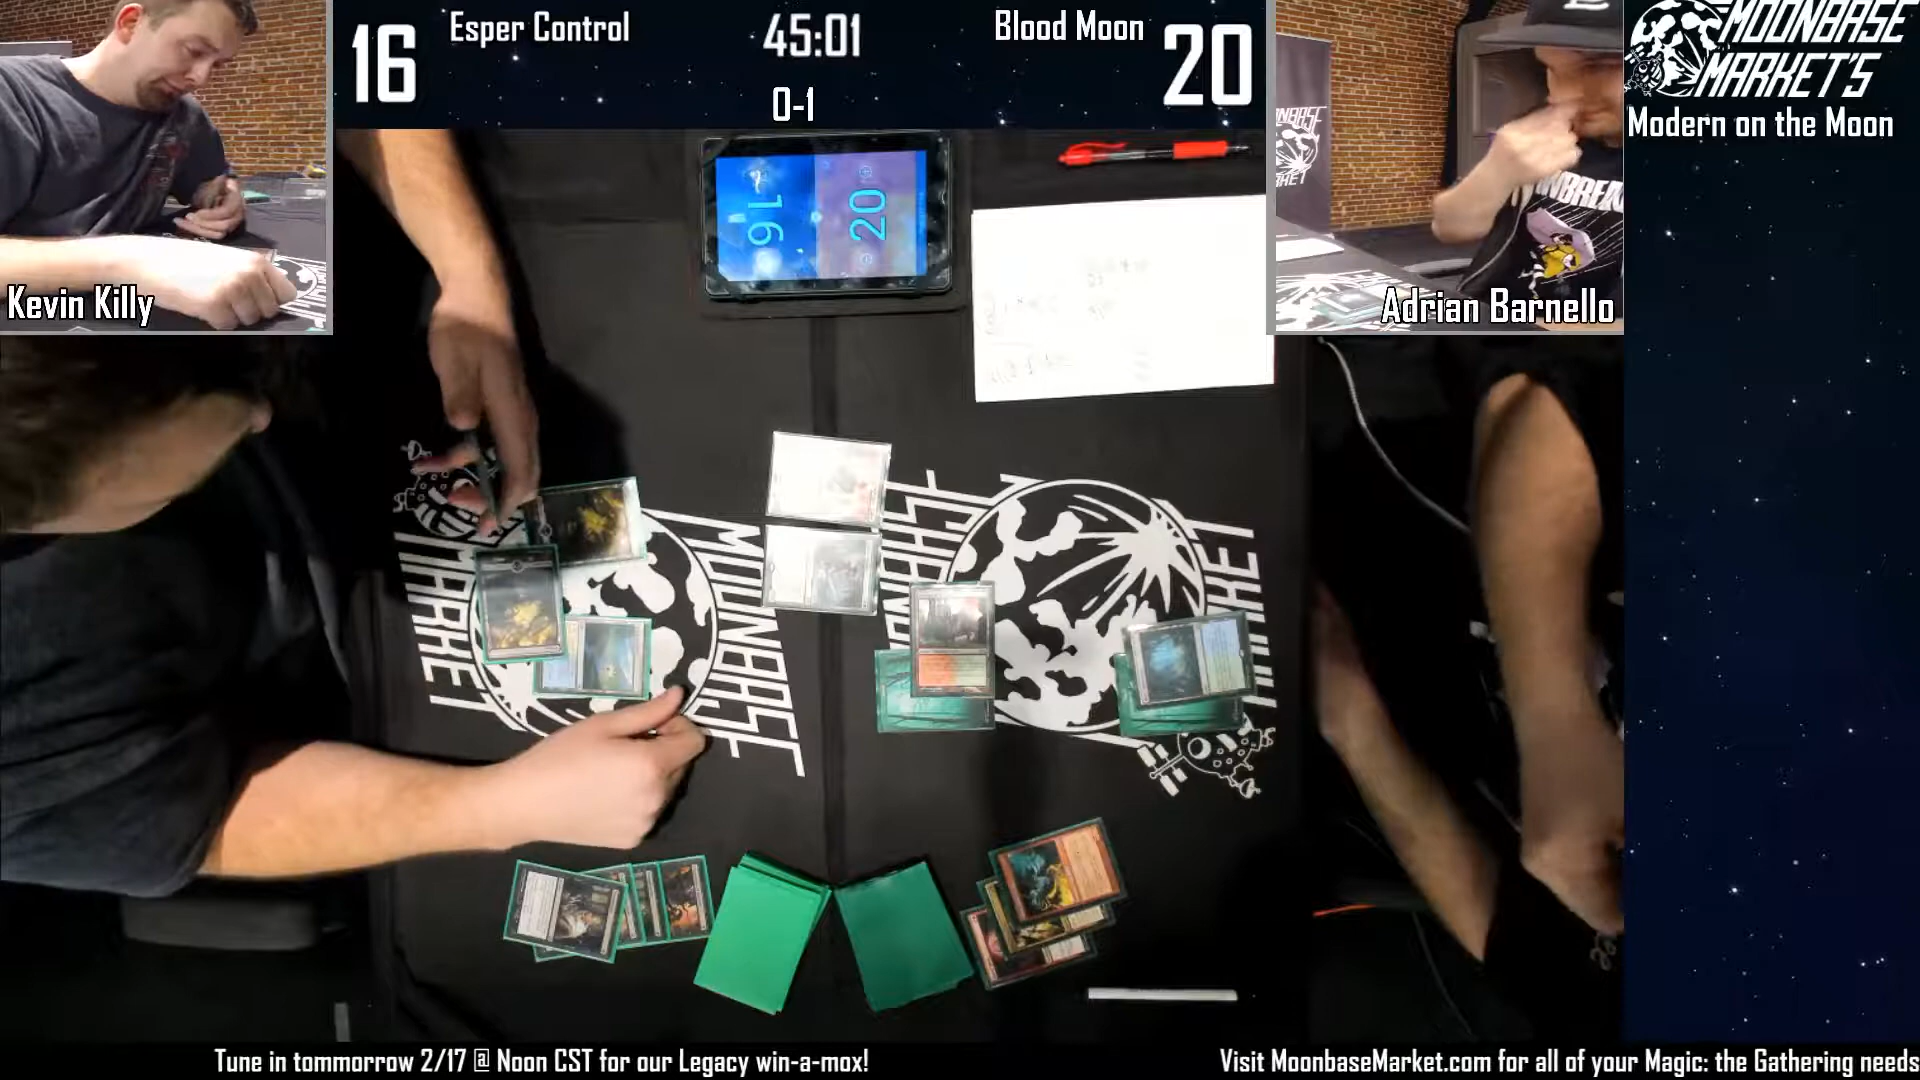 16
Esper Control
45:01
0-1
Blood Moon
20
MOONBASE
MARKET'S
Modern on the Moon
Kevin Killy
Adrian Barnello
16
20
MOONBASE
MARKET
MARKET
Tune in tommorrow 2/17 @ Noon CST for our Legacy win-a-mox!
Visit MoonbaseMarket.com for all of your Magic: the Gathering needs